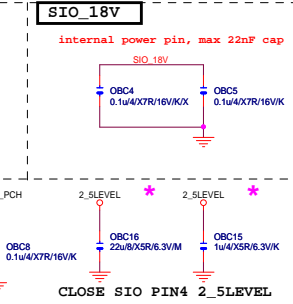 SIO_18V
internal power pin, max 22nF cap
SIO_18V
OBC4
0.1u/4/X7R/16V/K/X
OBC5
0.1u/4/X7R/16V/K
_PCH
2_5LEVEL *
2_5LEVEL *
OBC8
0.1u/4/X7R/16V/K
OBC16
22u/8/X5R/6.3V/M
OBC15
1u/4/X5R/6.3V/K
CLOSE SIO PIN4 2_5LEVEL